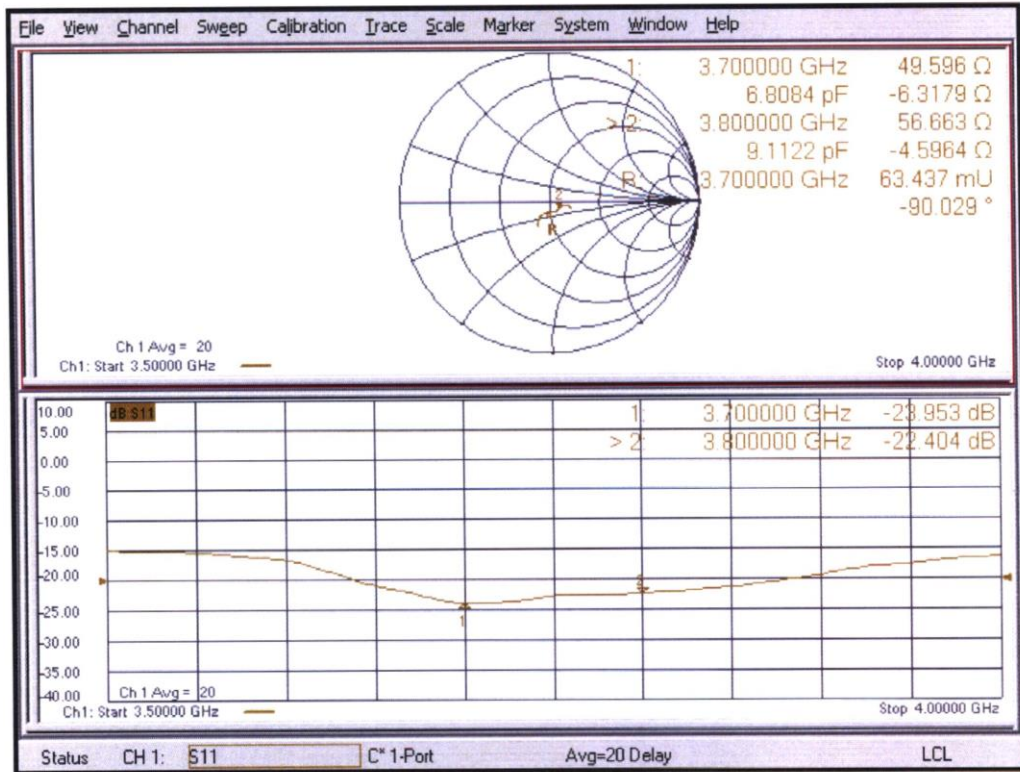 File View Channel Sweep Calibration Trace Scale Marker System Window Help
1: 3.700000 GHz 49.596 Ω
6.8084 pF -6.3179 Ω
> 2: 3.800000 GHz 56.663 Ω
9.1122 pF -4.5964 Ω
R: 3.700000 GHz 63.437 mU
-90.029 °
2
R
Ch 1 Avg = 20
Ch1: Start 3.50000 GHz
Stop 4.00000 GHz
10.00
dB S11
1: 3.700000 GHz -23.953 dB
5.00
> 2: 3.800000 GHz -22.404 dB
0.00
-5.00
-10.00
-15.00
-20.00
2
-25.00
1
-30.00
-35.00
-40.00
Ch 1 Avg = 20
Ch1: Start 3.50000 GHz
Stop 4.00000 GHz
Status CH 1: S11 C* 1-Port Avg=20 Delay LCL